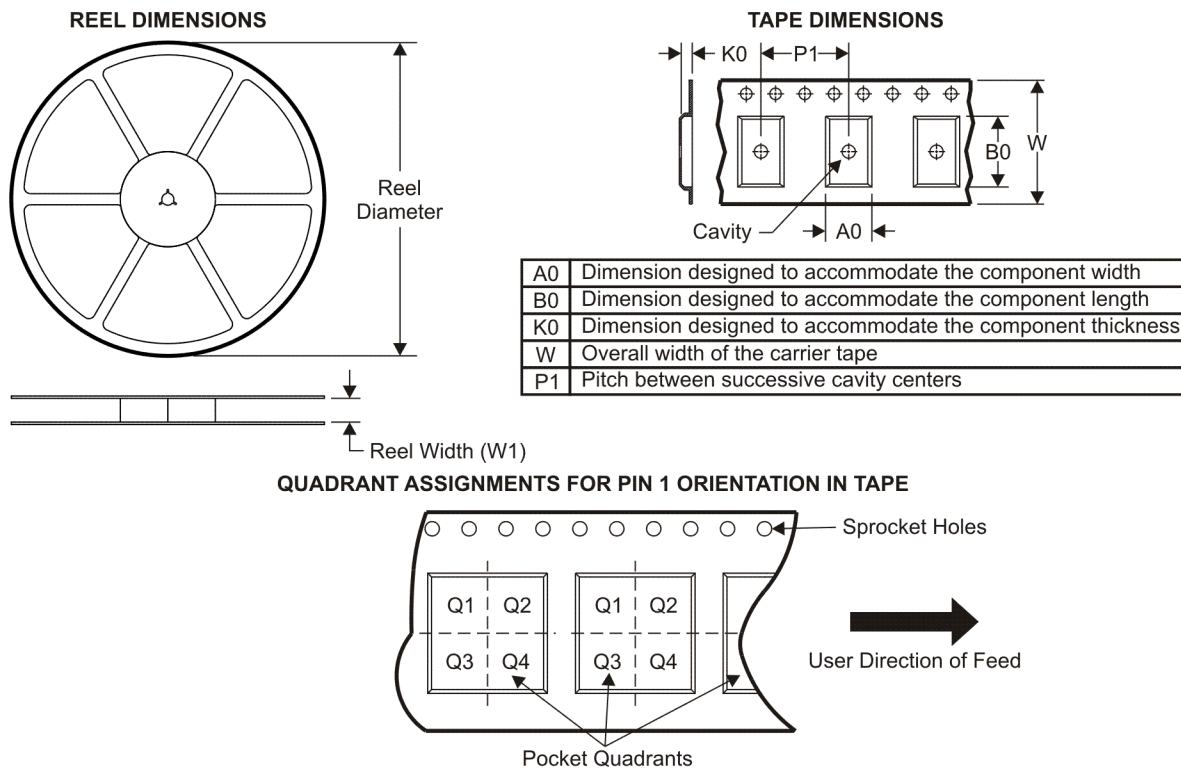 REEL DIMENSIONS
Reel
Diameter
Reel Width (W1)
TAPE DIMENSIONS
K0
P1
B0
W
Cavity
A0
A0 Dimension designed to accommodate the component width
B0 Dimension designed to accommodate the component length
K0 Dimension designed to accommodate the component thickness
W Overall width of the carrier tape
P1 Pitch between successive cavity centers
QUADRANT ASSIGNMENTS FOR PIN 1 ORIENTATION IN TAPE
Sprocket Holes
Q1 Q2 Q1 Q2
Q3 Q4 Q3 Q4
User Direction of Feed
Pocket Quadrants